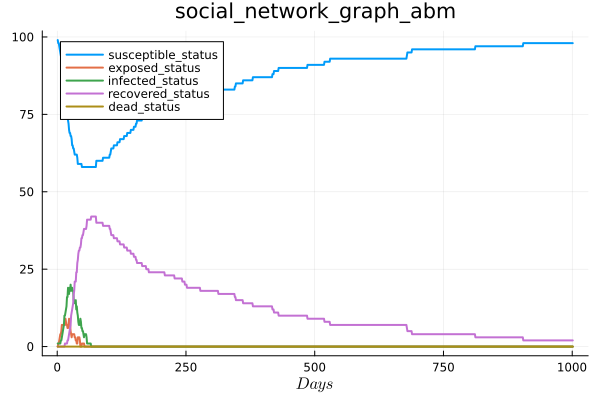 social_network_graph_abm
100
susceptible_status
exposed_status
infected_status
recovered_status
dead_status
75
50
25
0
0 250 500 750 1000
Days